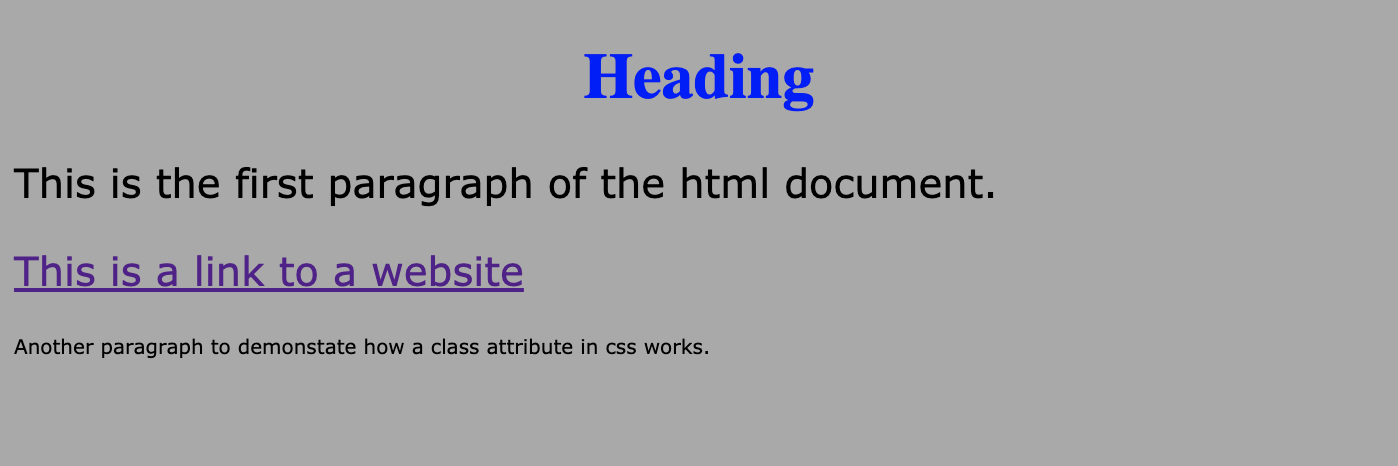 Heading
This is the first paragraph of the html document.
This is a link to a website
Another paragraph to demonstate how a class attribute in css works.